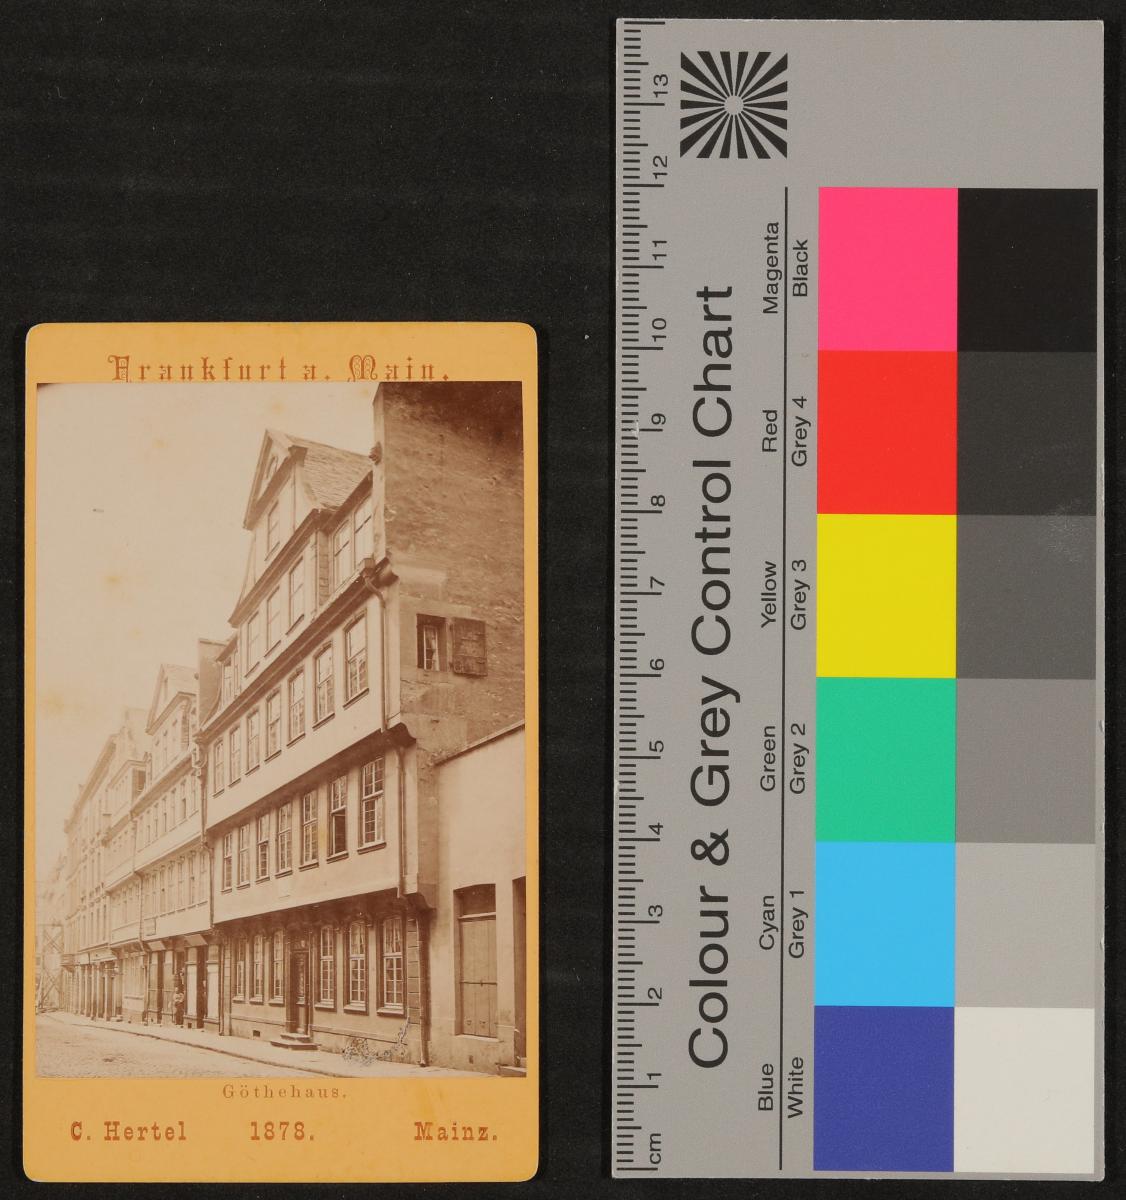 Frankfurt a. Main.
Göthehaus.
C. Hertel 1878. Mainz.
Colour & Grey Control Chart
Blue Cyan Green Yellow Red Magenta
White Grey 1 Grey 2 Grey 3 Grey 4 Black
cm 1 2 3 4 5 6 7 8 9 10 11 12 13